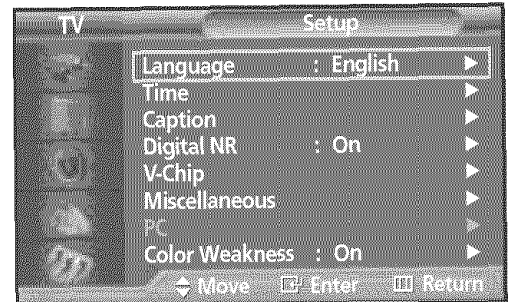 TV Setup
Language : English
Time
Caption
Digital NR : On
V-Chip
Miscellaneous
PC
Color Weakness : On
Move Enter Return